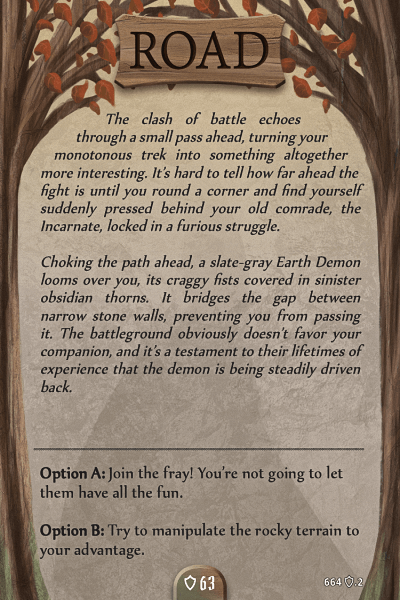 ROAD
The clash of battle echoes
through a small pass ahead, turning your
monotonous trek into something altogether
more interesting. It's hard to tell how far ahead the
fight is until you round a corner and find yourself
suddenly pressed behind your old comrade, the
Incarnate, locked in a furious struggle.
Choking the path ahead, a slate-gray Earth Demon
looms over you, its craggy fists covered in sinister
obsidian thorns. It bridges the gap between
narrow stone walls, preventing you from passing
it. The battleground obviously doesn't favor your
companion, and it's a testament to their lifetimes of
experience that the demon is being steadily driven
back.
Option A: Join the fray! You're not going to let
them have all the fun.
Option B: Try to manipulate the rocky terrain to
your advantage.
63
664 .2